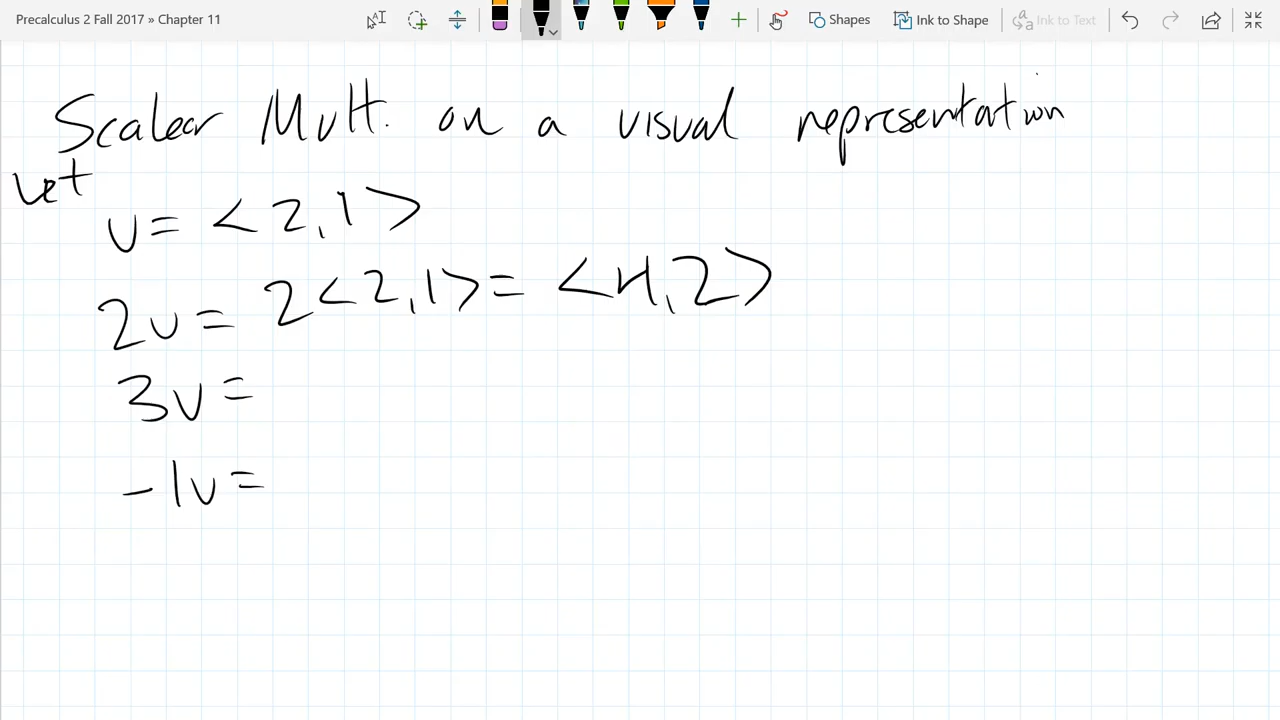 Precalculus 2 Fall 2017 » Chapter 11
Shapes
Ink to Shape
Ink to Text
Scalear Mult. on a visual representation
Let
v = <2,1>
2v = 2<2,1> = <4,2>
3v =
-1v =